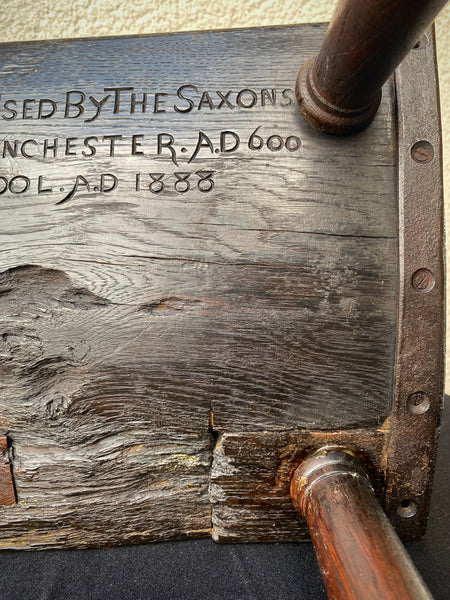 SED BY THE SAXONS
NCHESTER. A.D 600
OOL. A.D 1888